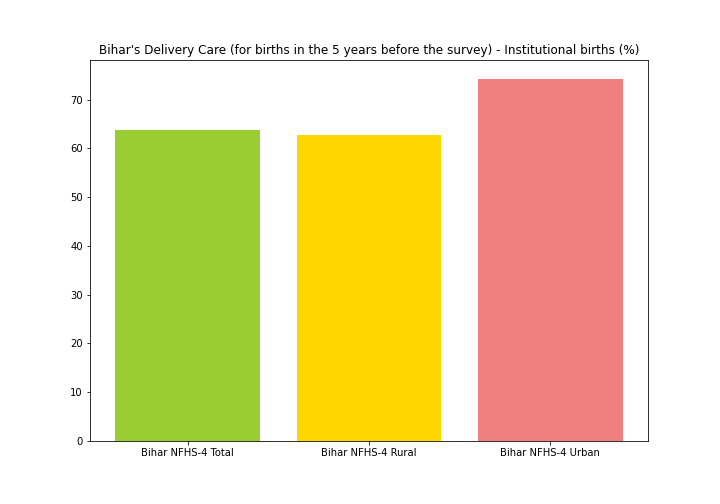 Bihar's Delivery Care (for births in the 5 years before the survey) - Institutional births (%)
70
60
50
40
30
20
10
0
Bihar NFHS-4 Total
Bihar NFHS-4 Rural
Bihar NFHS-4 Urban